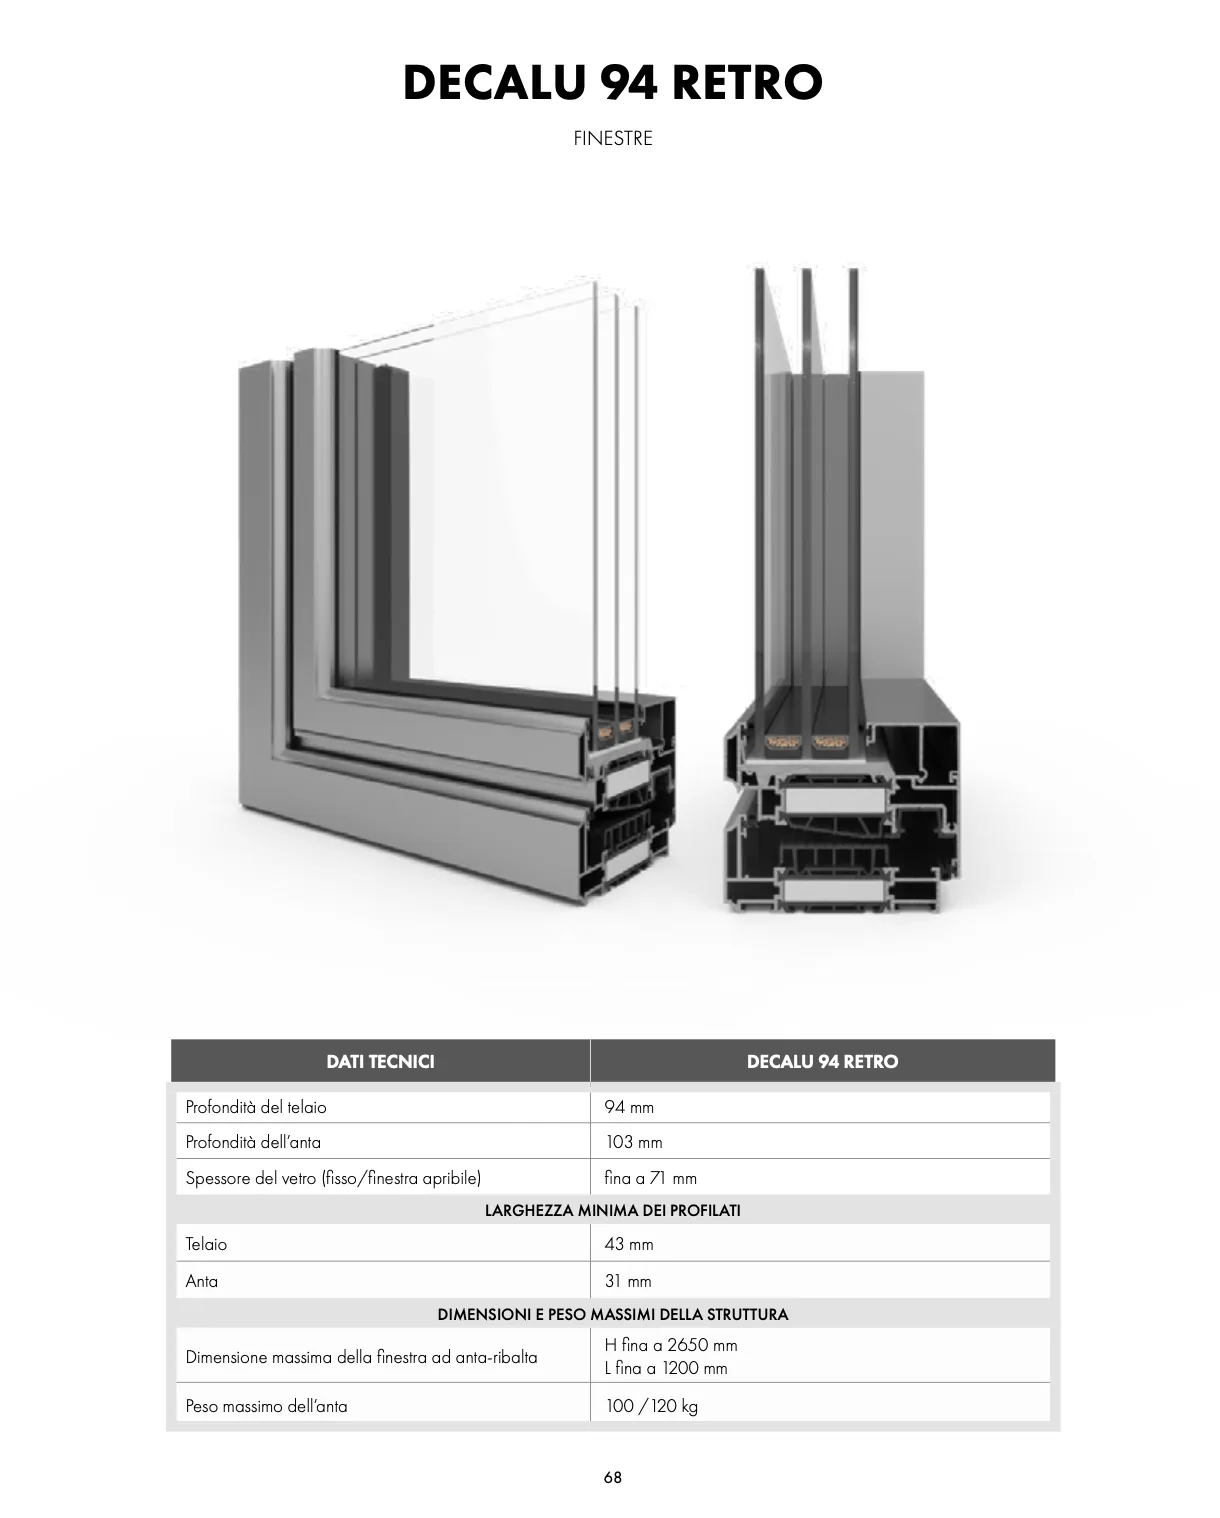 DECALU 94 RETRO
FINESTRE
DATI TECNICI DECALU 94 RETRO
Profondità del telaio 94 mm
Profondità dell'anta 103 mm
Spessore del vetro (fisso/finestra apribile) fina a 71 mm
LARGHEZZA MINIMA DEI PROFILATI
Telaio 43 mm
Anta 31 mm
DIMENSIONI E PESO MASSIMI DELLA STRUTTURA
Dimensione massima della finestra ad anta-ribalta H fina a 2650 mm
L fina a 1200 mm
Peso massimo dell'anta 100 /120 kg
68